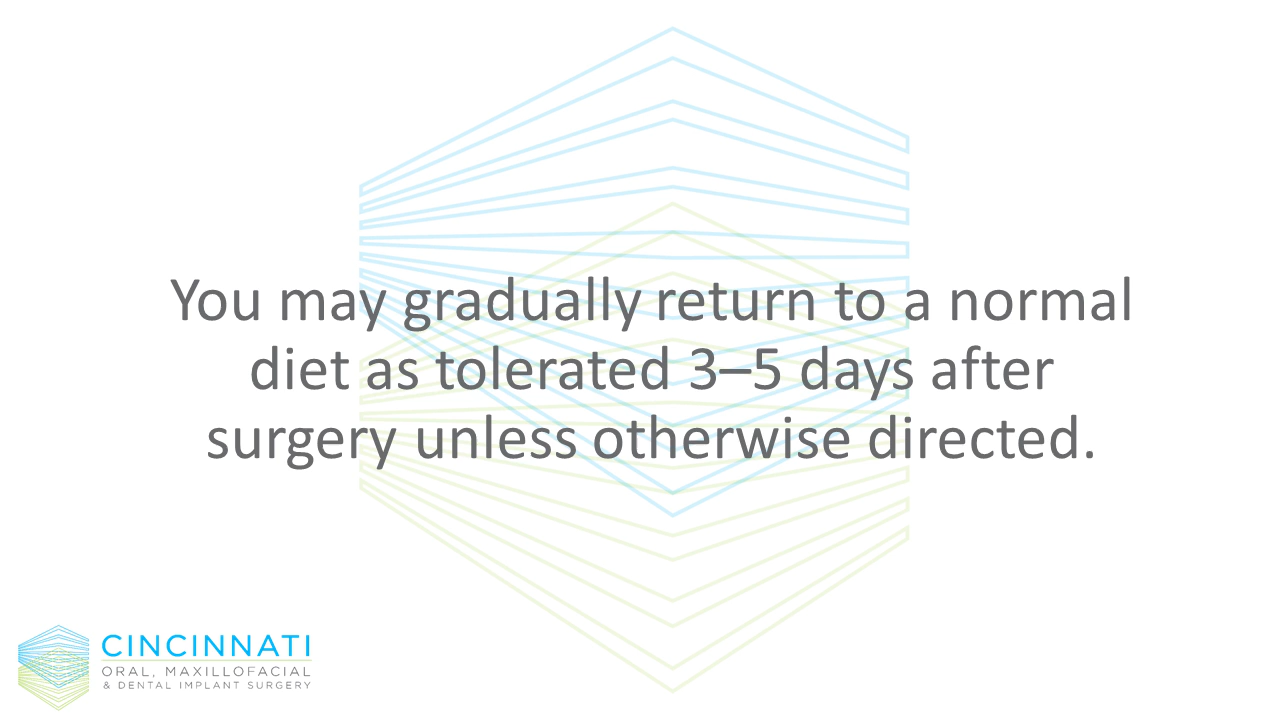 You may gradually return to a normal
diet as tolerated 3–5 days after
surgery unless otherwise directed.
CINCINNATI
ORAL, MAXILLOFACIAL
& DENTAL IMPLANT SURGERY